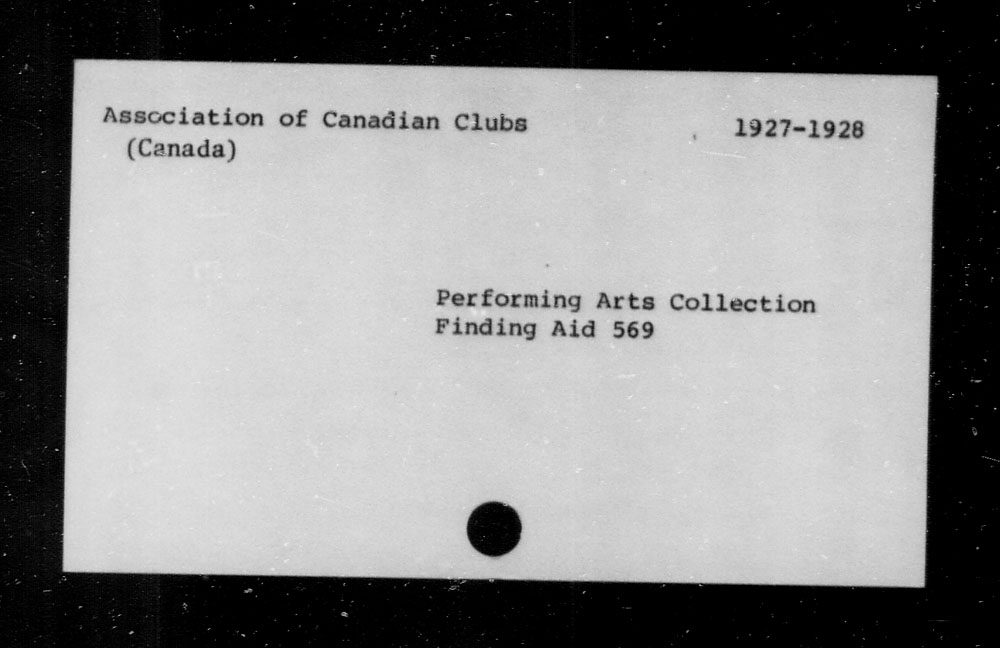 Association of Canadian Clubs 1927-1928
(Canada)
Performing Arts Collection
Finding Aid 569